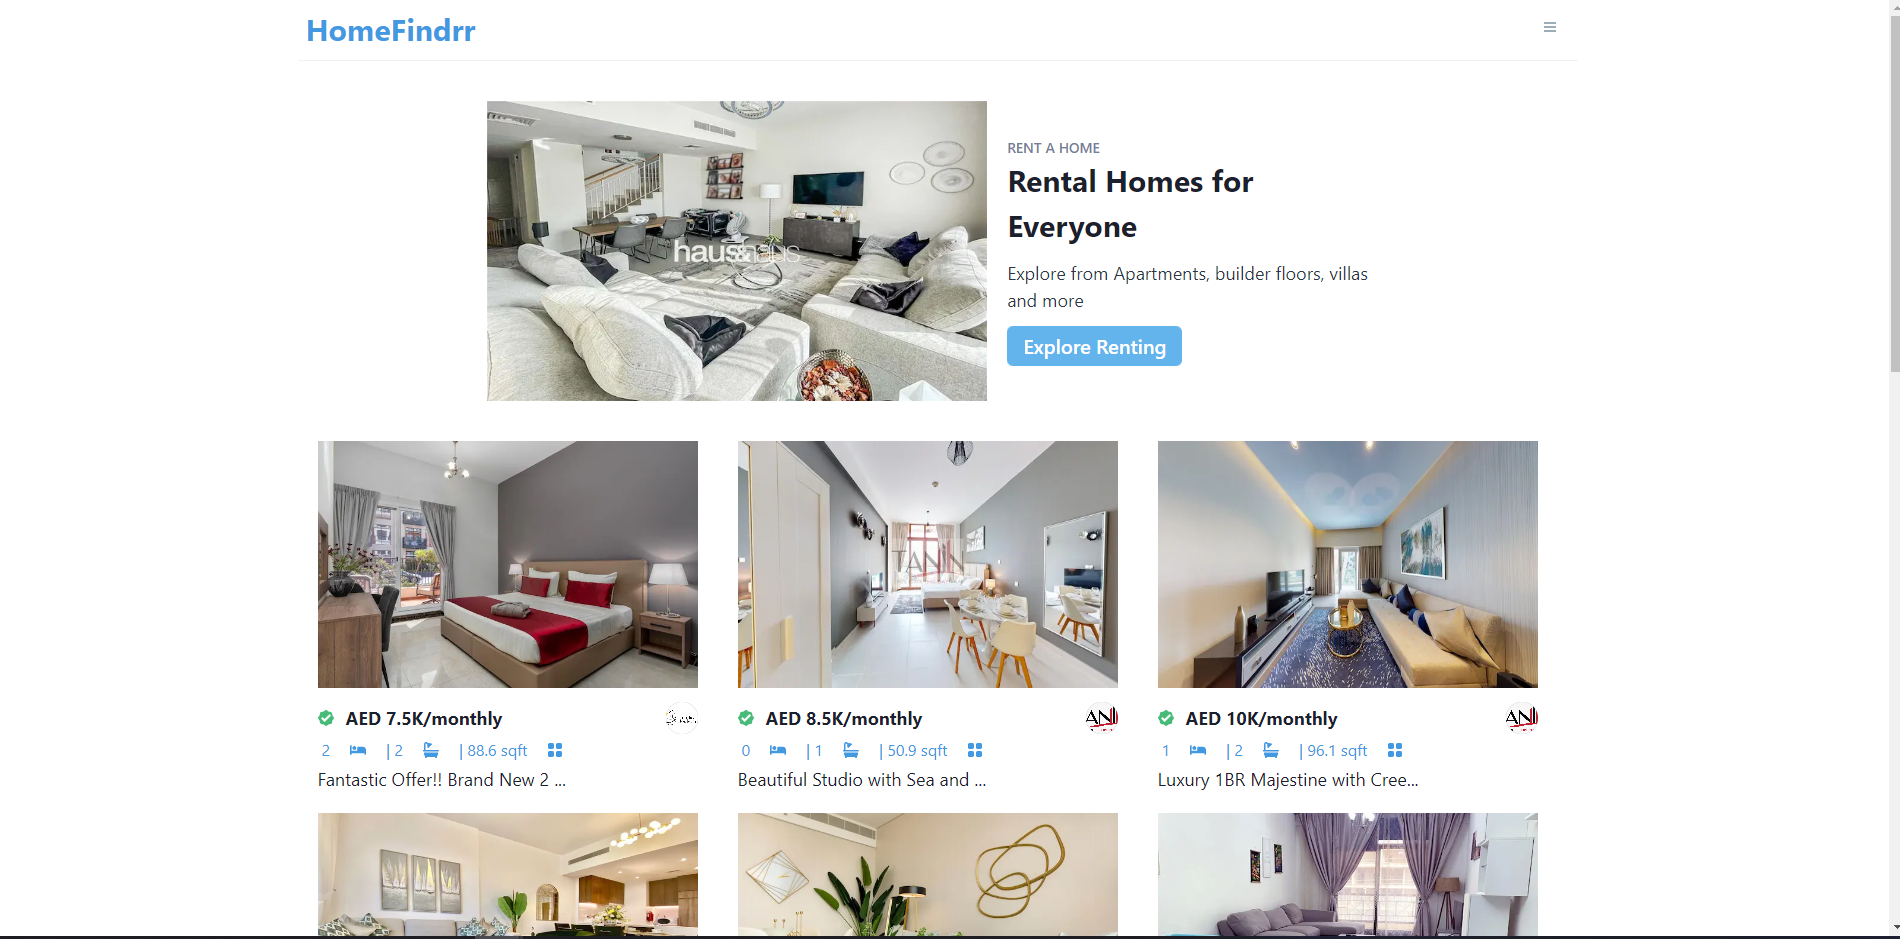 HomeFindrr
haus&haus
RENT A HOME
Rental Homes for
Everyone
Explore from Apartments, builder floors, villas
and more
Explore Renting
AED 7.5K/monthly
2 | 2 | 88.6 sqft
Fantastic Offer!! Brand New 2 ...
AED 8.5K/monthly
0 | 1 | 50.9 sqft
Beautiful Studio with Sea and ...
AED 10K/monthly
1 | 2 | 96.1 sqft
Luxury 1BR Majestine with Cree...